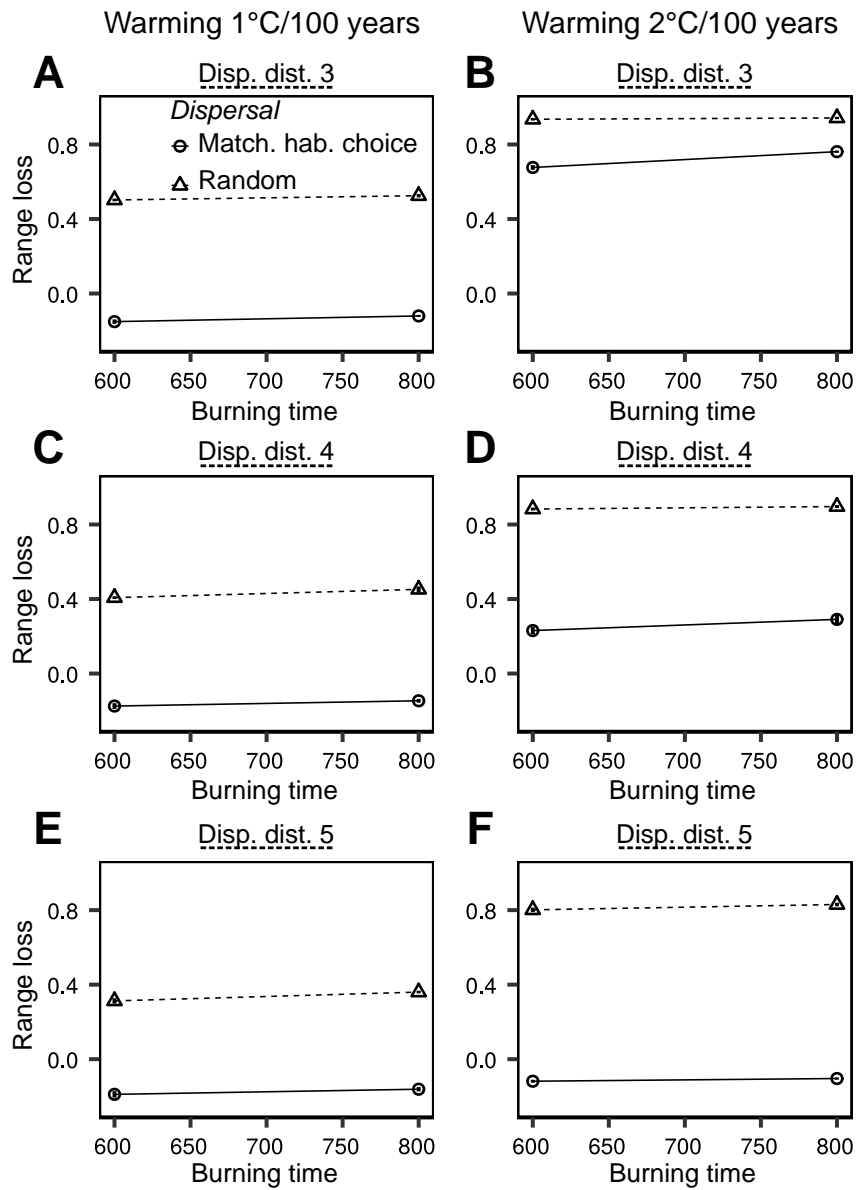 Warming 1°C/100 years
Warming 2°C/100 years
A
Disp. dist. 3
Dispersal
Match. hab. choice
Random
0.8
0.4
0.0
Range loss
600 650 700 750 800
Burning time
B
Disp. dist. 3
0.8
0.4
0.0
600 650 700 750 800
Burning time
C
Disp. dist. 4
0.8
0.4
0.0
Range loss
600 650 700 750 800
Burning time
D
Disp. dist. 4
0.8
0.4
0.0
600 650 700 750 800
Burning time
E
Disp. dist. 5
0.8
0.4
0.0
Range loss
600 650 700 750 800
Burning time
F
Disp. dist. 5
0.8
0.4
0.0
600 650 700 750 800
Burning time